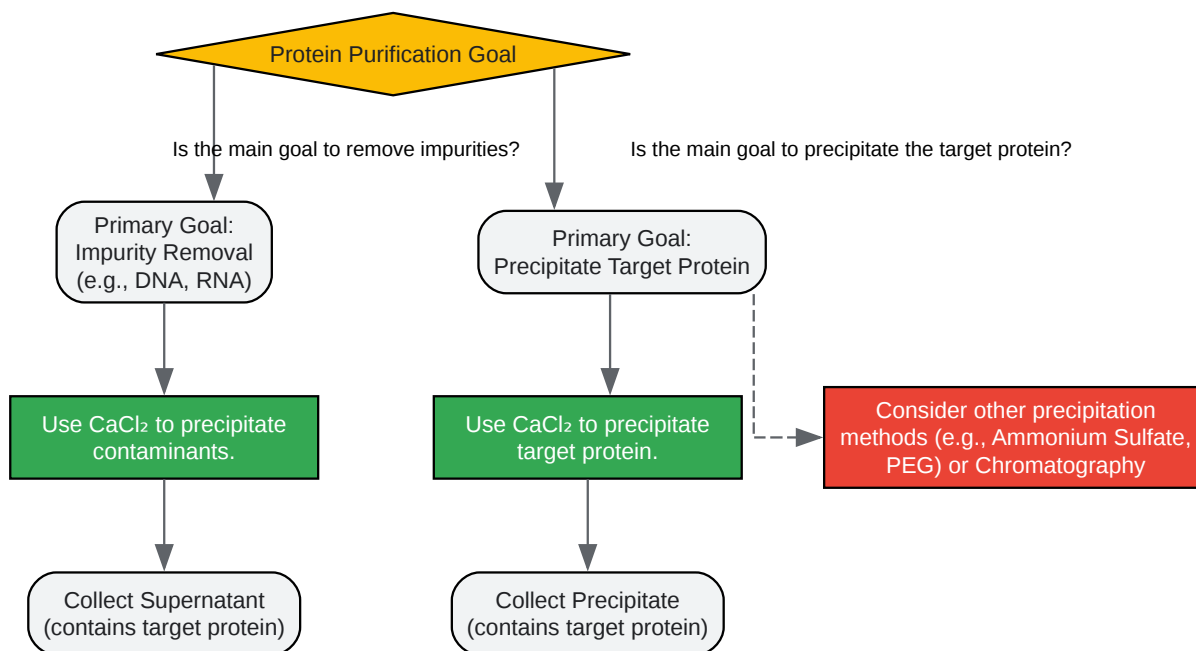 Protein Purification Goal
Is the main goal to remove impurities?
Is the main goal to precipitate the target protein?
Primary Goal:
Impurity Removal
(e.g., DNA, RNA)
Primary Goal:
Precipitate Target Protein
Use CaCl₂ to precipitate
contaminants.
Use CaCl₂ to precipitate
target protein.
Consider other precipitation
methods (e.g., Ammonium Sulfate,
PEG) or Chromatography
Collect Supernatant
(contains target protein)
Collect Precipitate
(contains target protein)